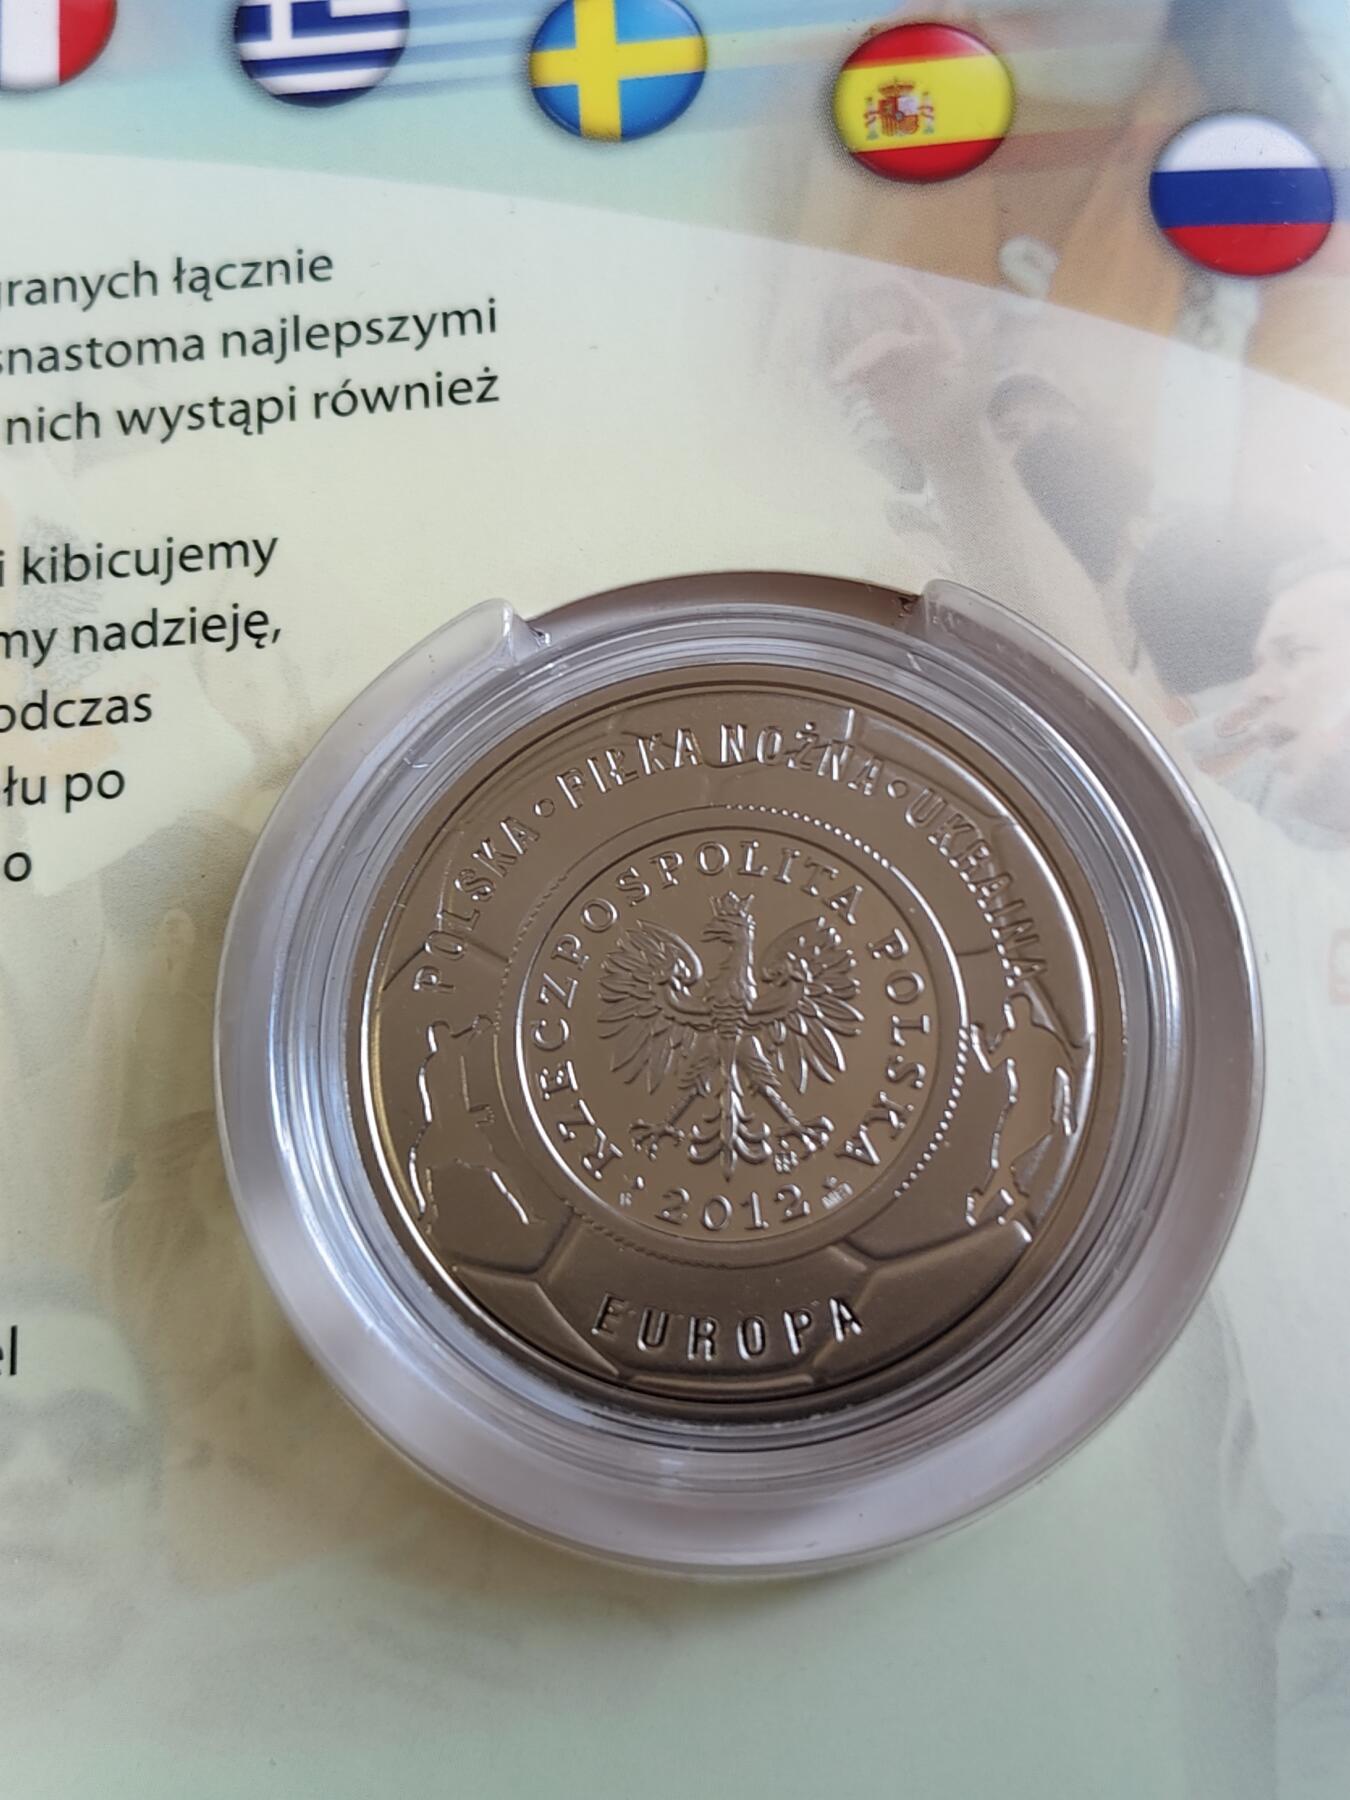 granych łącznie
snastoma najlepszymi
nich wystąpi również
i kibicujemy
my nadzieję,
odczas
łu po
o
el
POLSKA • PIŁKA NOŻNA • UKRAINA
RZECZPOSPOLITA POLSKA
2012
EUROPA